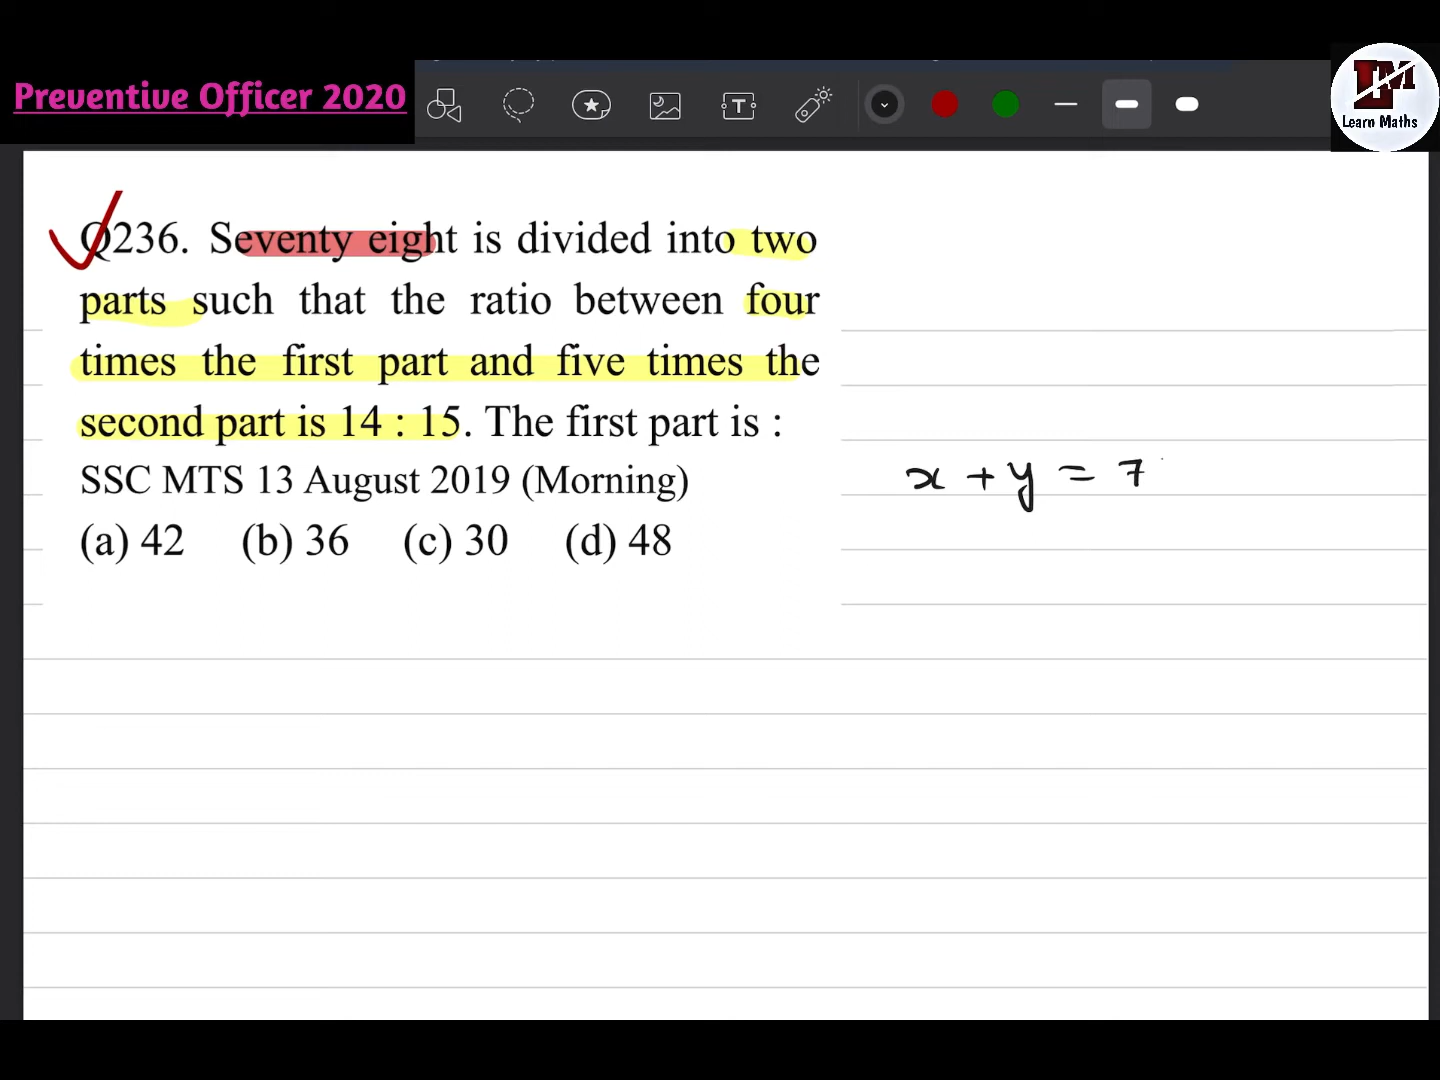 Preventive Officer 2020
Learn Maths
Q236. Seventy eight is divided into two
parts such that the ratio between four
times the first part and five times the
second part is 14 : 15. The first part is :
SSC MTS 13 August 2019 (Morning)
x + y = 7
(a) 42 (b) 36 (c) 30 (d) 48